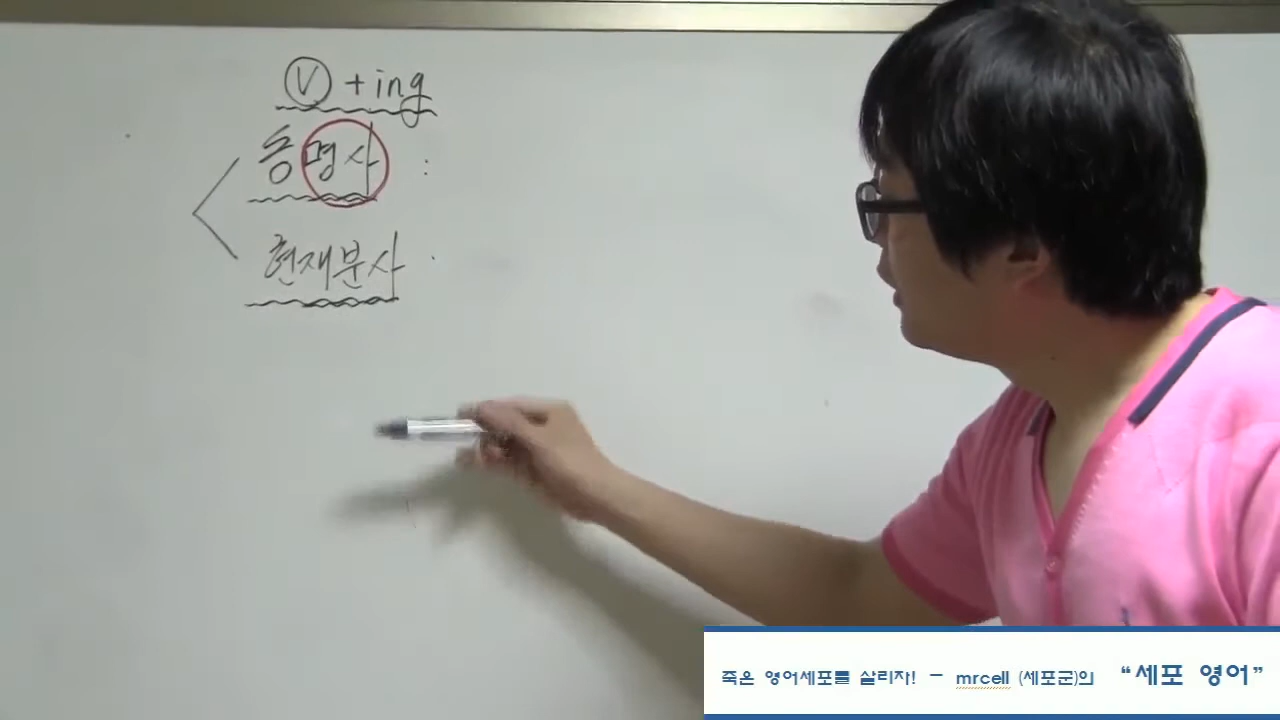 V + ing
동명사 :
현재분사
죽은 영어세포를 살리자! - mrcell (세포군)의 "세포 영어"